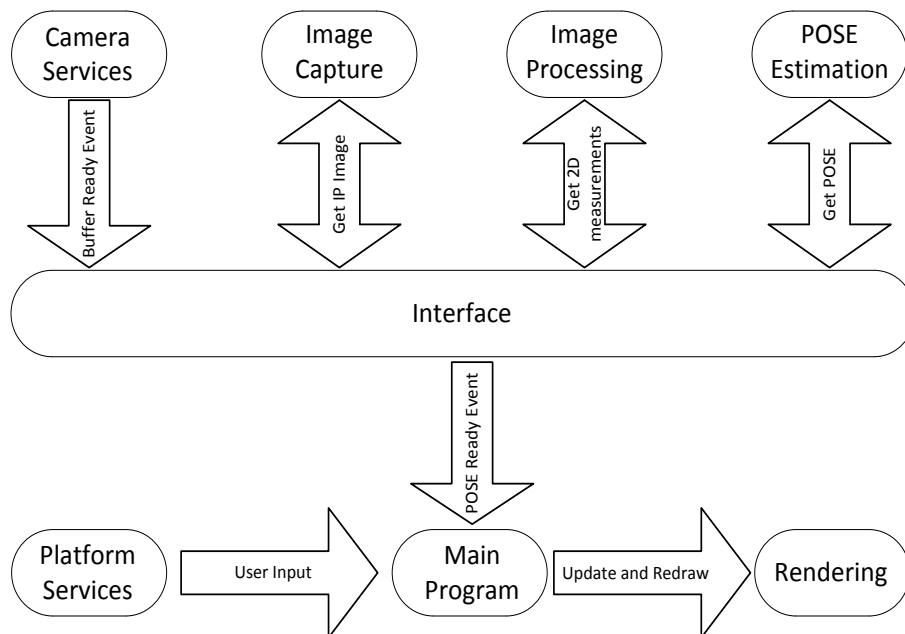 Camera
Services
Image
Capture
Image
Processing
POSE
Estimation
Buffer Ready Event
Get IP Image
Get 2D
measurements
Get POSE
Interface
POSE Ready Event
Platform
Services
User Input
Main
Program
Update and Redraw
Rendering